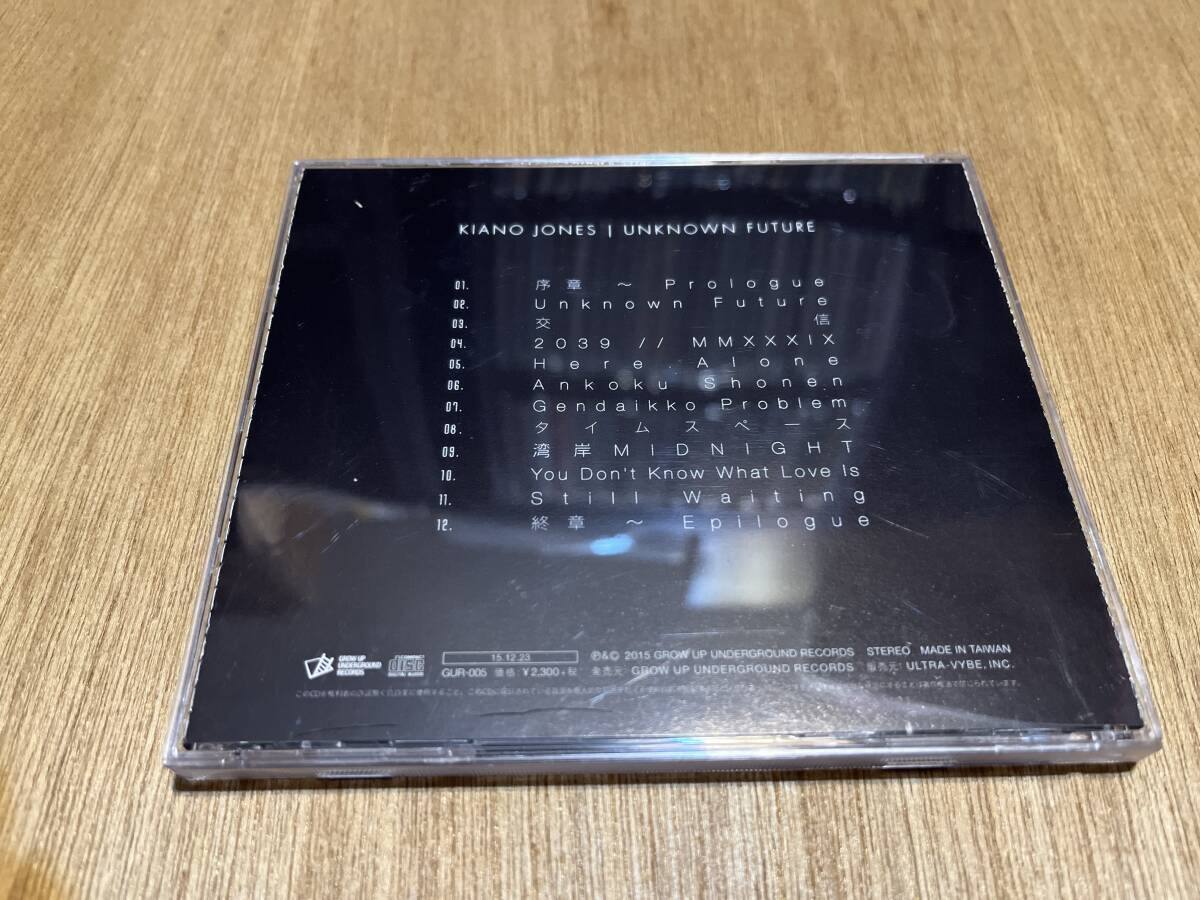 KIANO JONES | UNKNOWN FUTURE
01. 序章 ～ Prologue
02. Unknown Future
03. 交信
04. 2039 // MMXXXIX
05. Here Alone
06. Ankoku Shonen
07. Gendaikko Problem
08. タイムスペース
09. 湾岸MIDNIGHT
10. You Don't Know What Love Is
11. Still Waiting
12. 終章 ～ Epilogue
GROW UP
UNDERGROUND
RECORDS
COMPACT
DISC
DIGITAL AUDIO
15.12.23
GUR-005 価格: ¥2,300+税
Ⓟ&© 2015 GROW UP UNDERGROUND RECORDS STEREO MADE IN TAIWAN
発売元: GROW UP UNDERGROUND RECORDS 販売元: ULTRA-VYBE, INC.